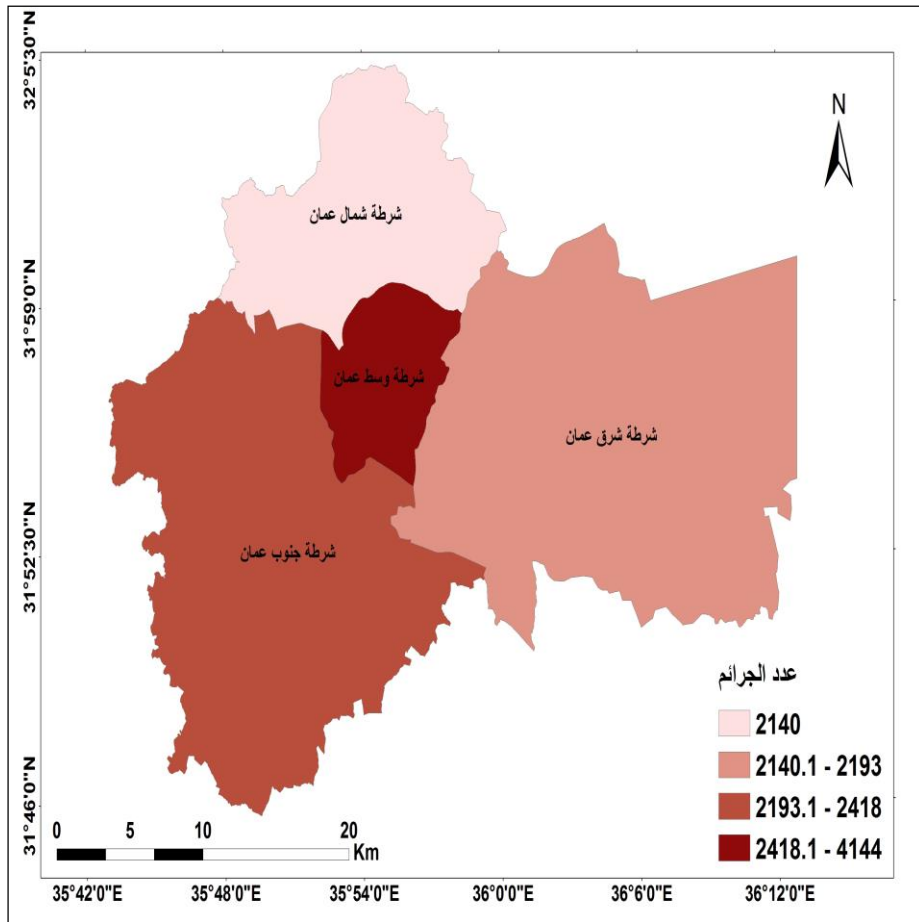 32°5'30"N
31°59'0"N
31°52'30"N
31°46'0"N
N
شرطة شمال عمان
شرطة وسط عمان
شرطة شرق عمان
شرطة جنوب عمان
عدد الجرائم
2140
2140.1 - 2193
2193.1 - 2418
2418.1 - 4144
0 5 10 20
Km
35°42'0"E 35°48'0"E 35°54'0"E 36°0'0"E 36°6'0"E 36°12'0"E